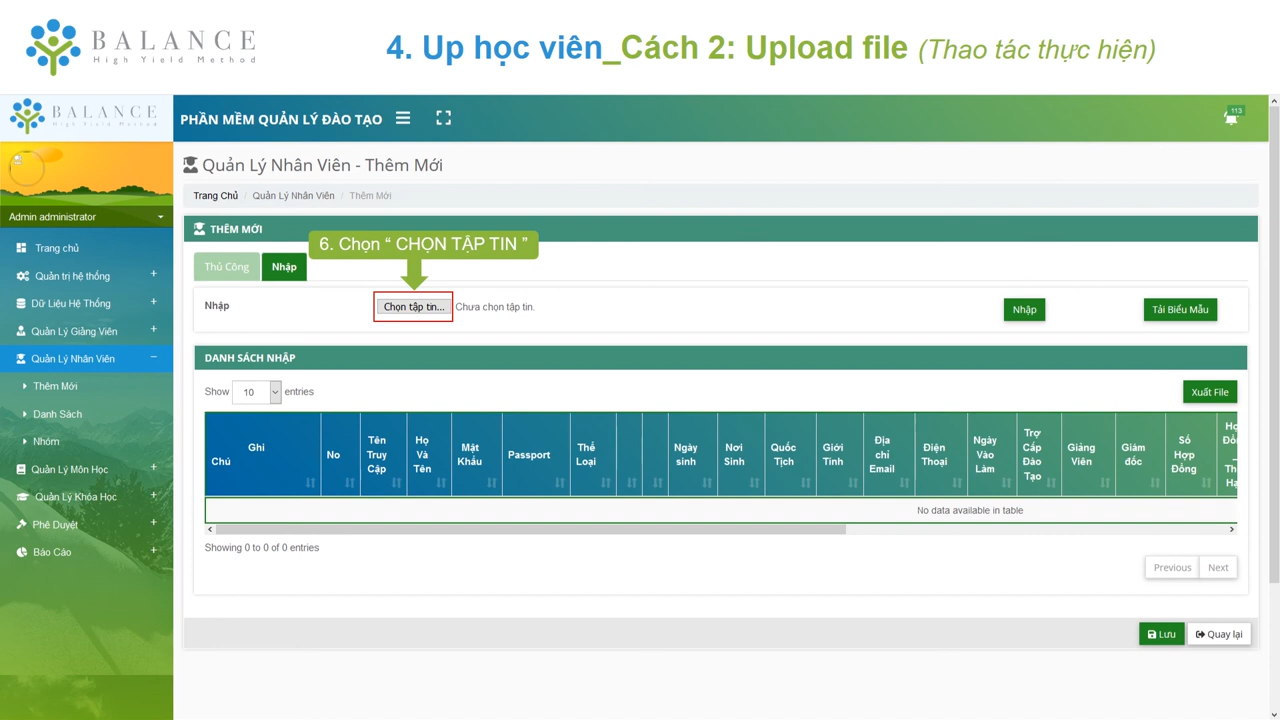 BALANCE
High Yield Method
4. Up học viên_Cách 2: Upload file (Thao tác thực hiện)
BALANCE
High Yield Method
PHẦN MỀM QUẢN LÝ ĐÀO TẠO
113
Admin administrator
Trang chủ
Quản trị hệ thống
Dữ Liệu Hệ Thống
Quản Lý Giảng Viên
Quản Lý Nhân Viên
Thêm Mới
Danh Sách
Nhóm
Quản Lý Môn Học
Quản Lý Khóa Học
Phê Duyệt
Báo Cáo
Quản Lý Nhân Viên - Thêm Mới
Trang Chủ / Quản Lý Nhân Viên / Thêm Mới
THÊM MỚI
6. Chọn “ CHỌN TẬP TIN ”
Thủ Công
Nhập
Nhập
Chọn tập tin...
Chưa chọn tập tin.
Nhập
Tải Biểu Mẫu
DANH SÁCH NHẬP
Show 10 entries
Xuất File
Ghi
Chú
No
Tên
Truy
Cập
Họ
Và
Tên
Mật
Khẩu
Passport
Thể
Loại
Ngày
sinh
Nơi
Sinh
Quốc
Tịch
Giới
Tính
Địa
chỉ
Email
Điện
Thoại
Ngày
Vào
Làm
Trợ
Cấp
Đào
Tạo
Giảng
Viên
Giám
đốc
Số
Hợp
Đồng
No data available in table
Showing 0 to 0 of 0 entries
Previous
Next
Lưu
Quay lại